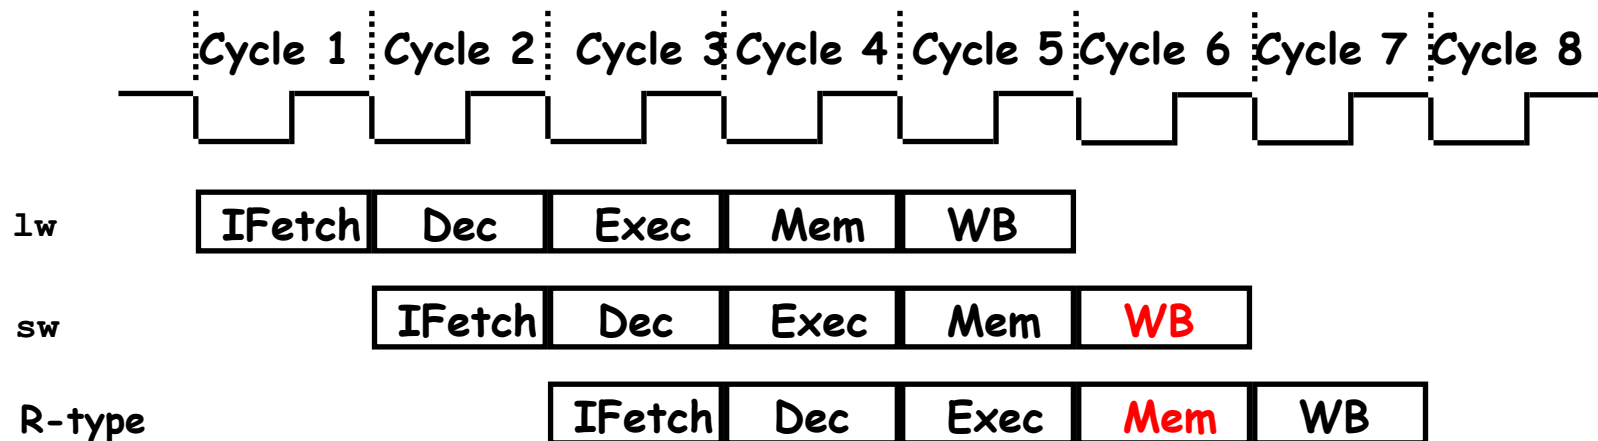 Cycle 1 Cycle 2 Cycle 3 Cycle 4 Cycle 5 Cycle 6 Cycle 7 Cycle 8
lw IFetch Dec Exec Mem WB
sw IFetch Dec Exec Mem WB
R-type IFetch Dec Exec Mem WB